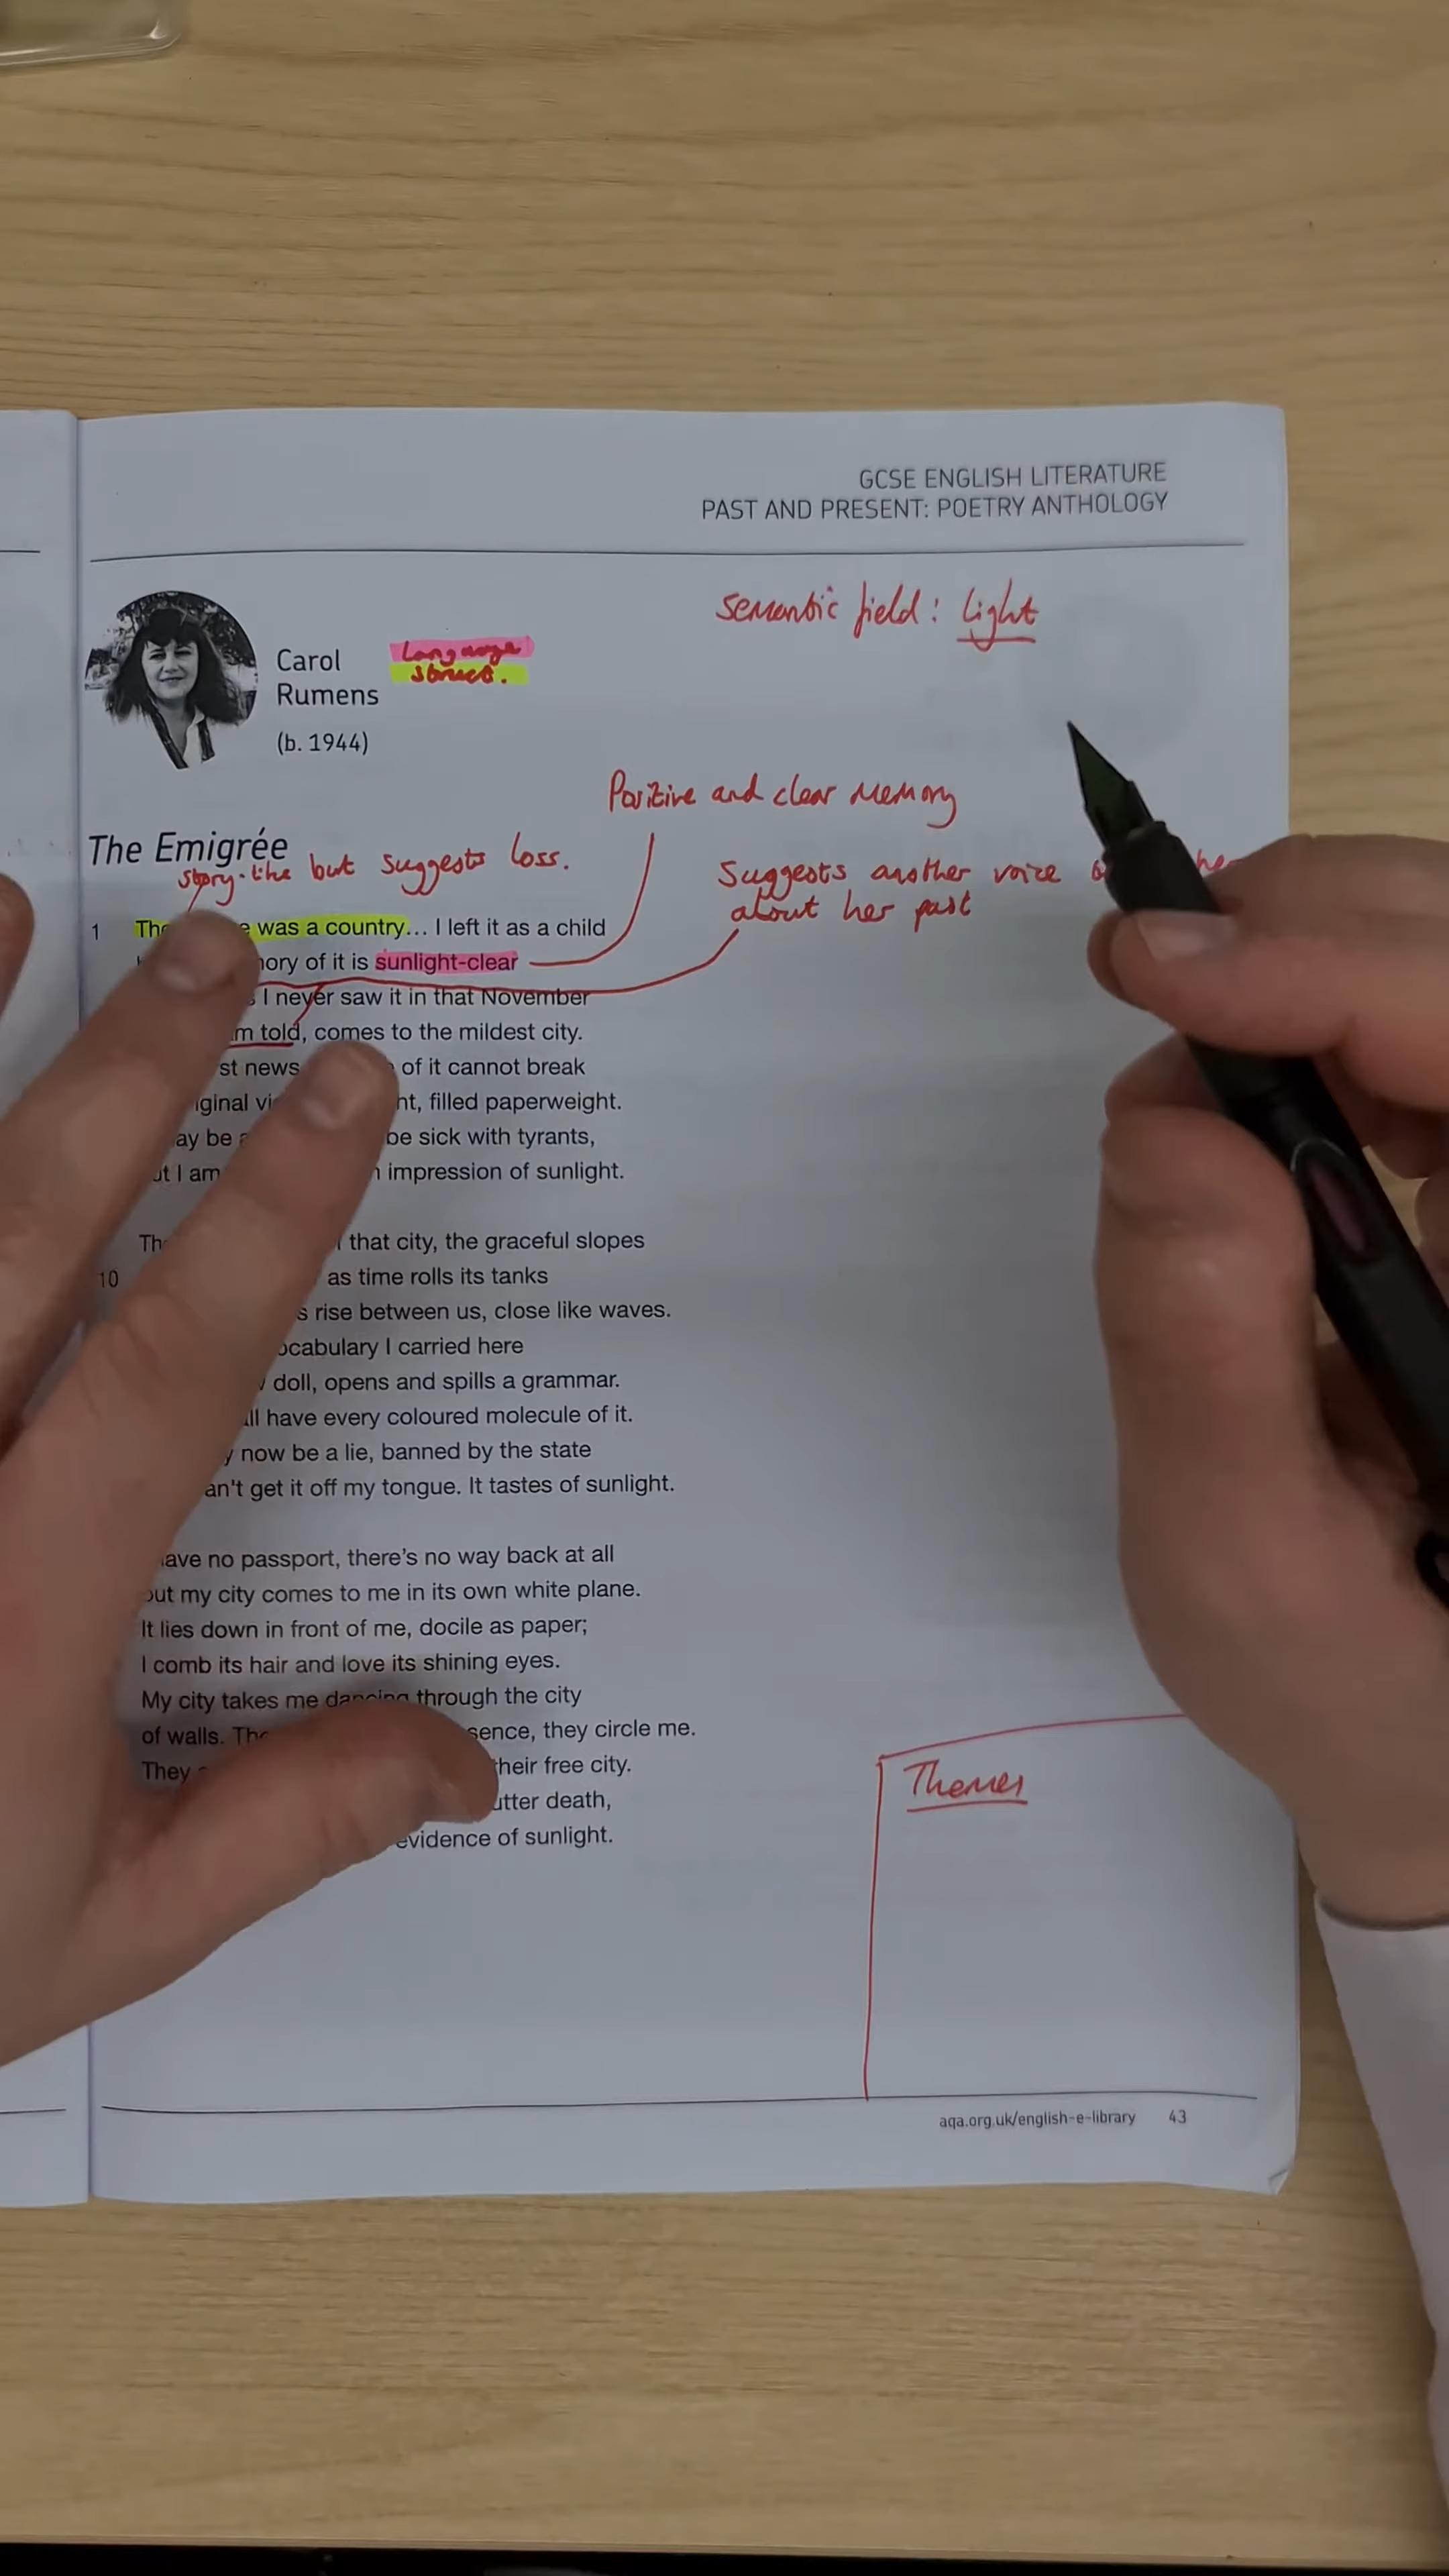 GCSE ENGLISH LITERATURE
PAST AND PRESENT: POETRY ANTHOLOGY
Semantic field: Light
Carol
Rumens
(b. 1944)
Language
struct.
Positive and clear memory
The Emigrée
story-like but suggests loss.
Suggests another voice
about her past
1 was a country... I left it as a child
of it is sunlight-clear
I never saw it in that November
told, comes to the mildest city.
news of it cannot break
filled paperweight.
be be sick with tyrants,
I am impression of sunlight.
that city, the graceful slopes
10 as time rolls its tanks
rise between us, close like waves.
I carried here
doll, opens and spills a grammar.
have every coloured molecule of it.
now be a lie, banned by the state
can't get it off my tongue. It tastes of sunlight.
have no passport, there's no way back at all
but my city comes to me in its own white plane.
It lies down in front of me, docile as paper;
I comb its hair and love its shining eyes.
My city takes me dancing through the city
of walls. they circle me.
They their free city.
death,
evidence of sunlight.
Themes
aqa.org.uk/english-e-library 43